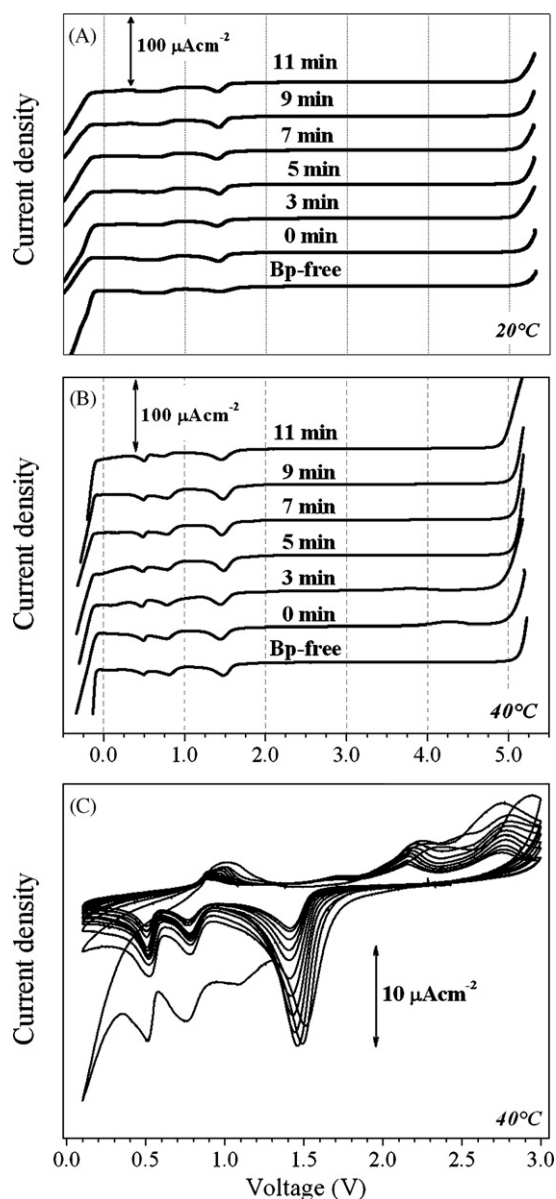 (A)
100 μAcm-2
11 min
9 min
7 min
5 min
3 min
0 min
Bp-free
20°C
Current density
(B)
100 μAcm-2
11 min
9 min
7 min
5 min
3 min
0 min
Bp-free
40°C
Current density
0.0 1.0 2.0 3.0 4.0 5.0
(C)
10 μAcm-2
40°C
Current density
0.0 0.5 1.0 1.5 2.0 2.5 3.0
Voltage (V)